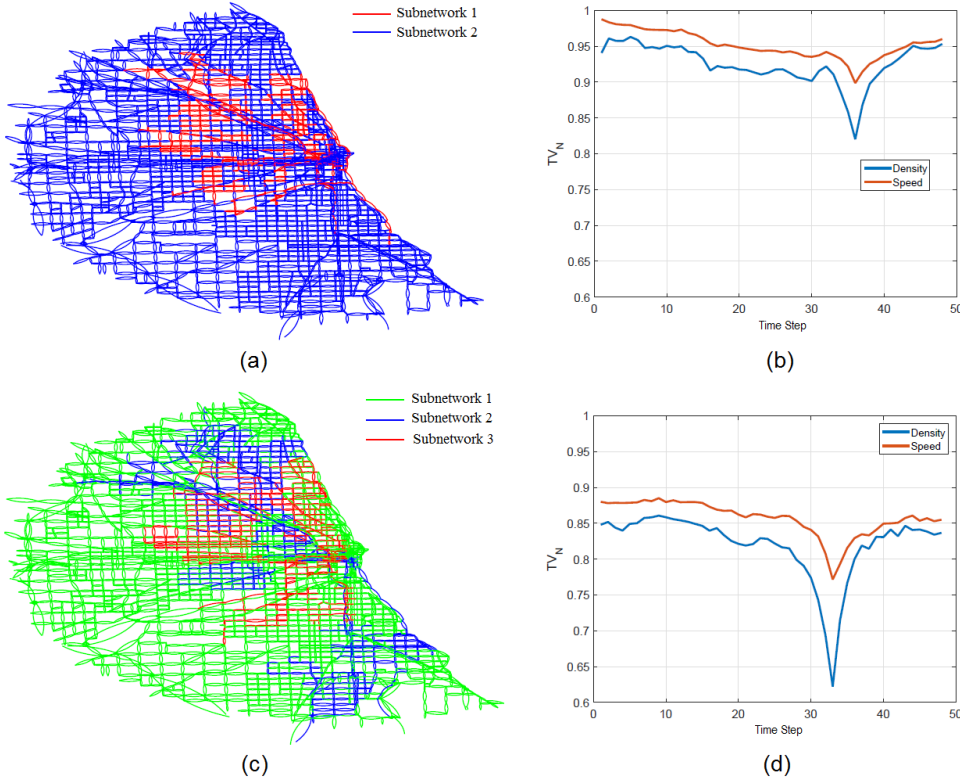 Subnetwork 1
Subnetwork 2
(a)
1
0.95
0.9
0.85
0.8
0.75
0.7
0.65
0.6
TV_N
0 10 20 30 40 50
Time Step
Density
Speed
(b)
Subnetwork 1
Subnetwork 2
Subnetwork 3
(c)
1
0.95
0.9
0.85
0.8
0.75
0.7
0.65
0.6
TV_N
0 10 20 30 40 50
Time Step
Density
Speed
(d)